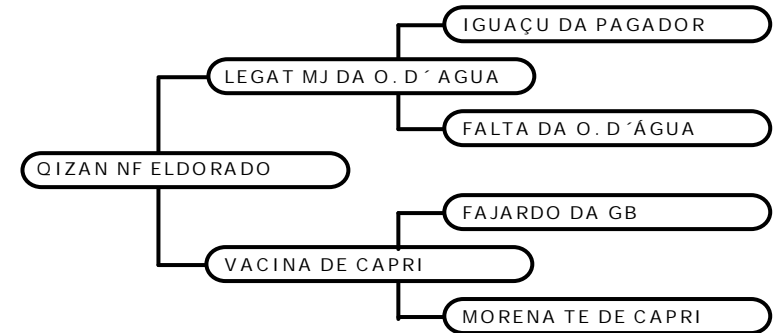 IGUAÇU DA PAGADOR
LEGAT MJ DA O. D´ AGUA
FALTA DA O. D´ÁGUA
QIZAN NF ELDORADO
FAJARDO DA GB
VACINA DE CAPRI
MORENA TE DE CAPRI